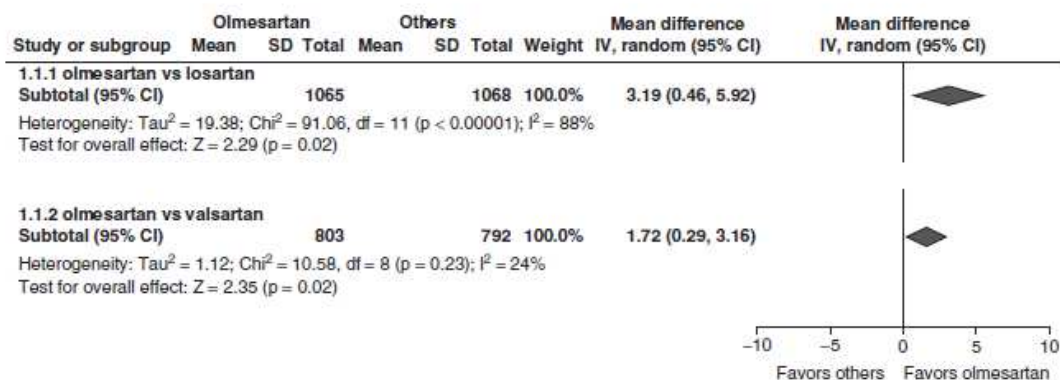 Olmesartan Others Mean difference Mean difference
Study or subgroup Mean SD Total Mean SD Total Weight IV, random (95% CI) IV, random (95% CI)
1.1.1 olmesartan vs losartan
Subtotal (95% CI) 1065 1068 100.0% 3.19 (0.46, 5.92)
Heterogeneity: Tau² = 19.38; Chi² = 91.06, df = 11 (p < 0.00001); I² = 88%
Test for overall effect: Z = 2.29 (p = 0.02)
1.1.2 olmesartan vs valsartan
Subtotal (95% CI) 803 792 100.0% 1.72 (0.29, 3.16)
Heterogeneity: Tau² = 1.12; Chi² = 10.58, df = 8 (p = 0.23); I² = 24%
Test for overall effect: Z = 2.35 (p = 0.02)
−10 −5 0 5 10
Favors others Favors olmesartan